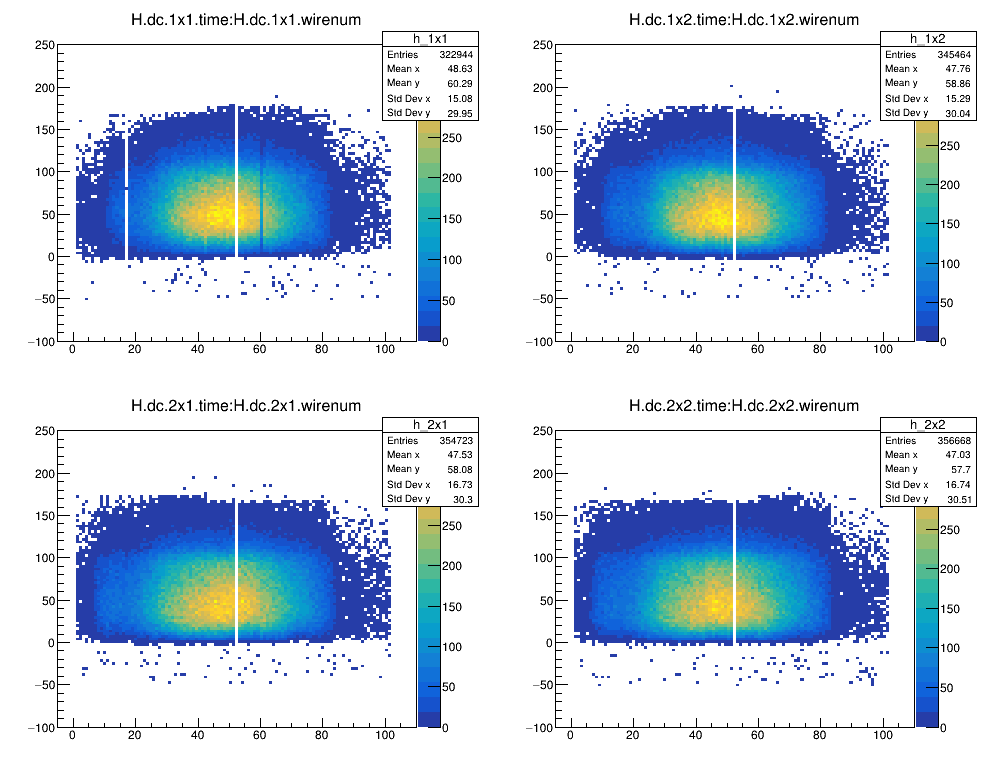 H.dc.1x1.time:H.dc.1x1.wirenum
h_1x1
Entries 322944
Mean x 48.63
Mean y 60.29
Std Dev x 15.08
Std Dev y 29.95
250
200
150
100
50
0
−50
−100
0 20 40 60 80 100
250
200
150
100
50
0
H.dc.1x2.time:H.dc.1x2.wirenum
h_1x2
Entries 345464
Mean x 47.76
Mean y 58.86
Std Dev x 15.29
Std Dev y 30.04
250
200
150
100
50
0
−50
−100
0 20 40 60 80 100
250
200
150
100
50
0
H.dc.2x1.time:H.dc.2x1.wirenum
h_2x1
Entries 354723
Mean x 47.53
Mean y 58.08
Std Dev x 16.73
Std Dev y 30.3
250
200
150
100
50
0
−50
−100
0 20 40 60 80 100
250
200
150
100
50
0
H.dc.2x2.time:H.dc.2x2.wirenum
h_2x2
Entries 356668
Mean x 47.03
Mean y 57.7
Std Dev x 16.74
Std Dev y 30.51
250
200
150
100
50
0
−50
−100
0 20 40 60 80 100
250
200
150
100
50
0